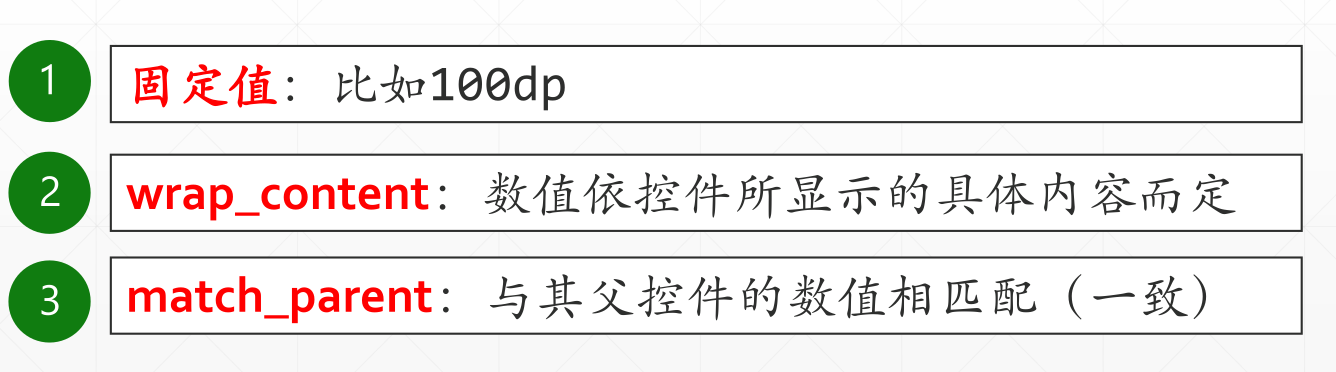 1 固定值：比如100dp
2 wrap_content：数值依控件所显示的具体内容而定
3 match_parent：与其父控件的数值相匹配（一致）